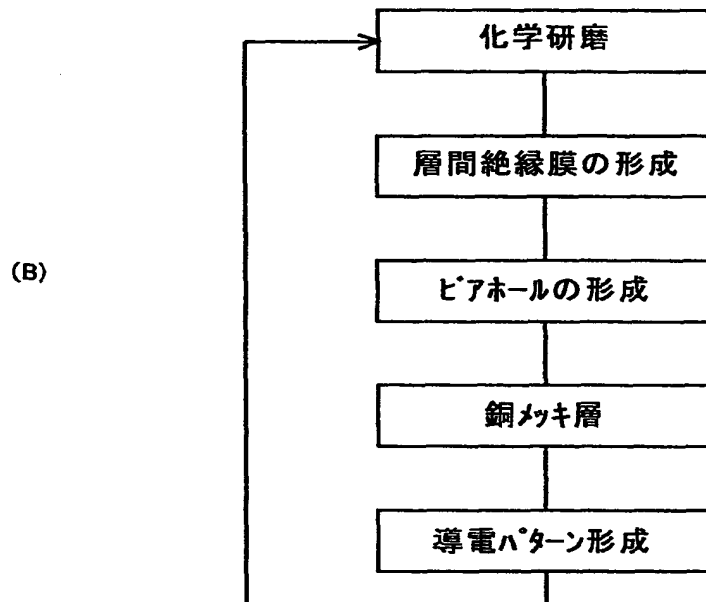 化学研磨
層間絶縁膜の形成
(B)
ビアホールの形成
銅メッキ層
導電パターン形成